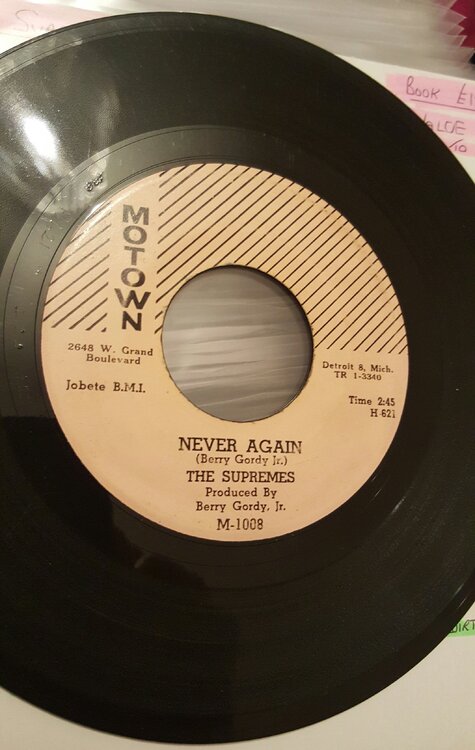 BOOK £1
MOTOWN
2648 W. Grand
Boulevard
Jobete B.M.I.
Detroit 8, Mich.
TR 1-3340
Time 2:45
H-621
NEVER AGAIN
(Berry Gordy Jr.)
THE SUPREMES
Produced By
Berry Gordy, Jr.
M-1008